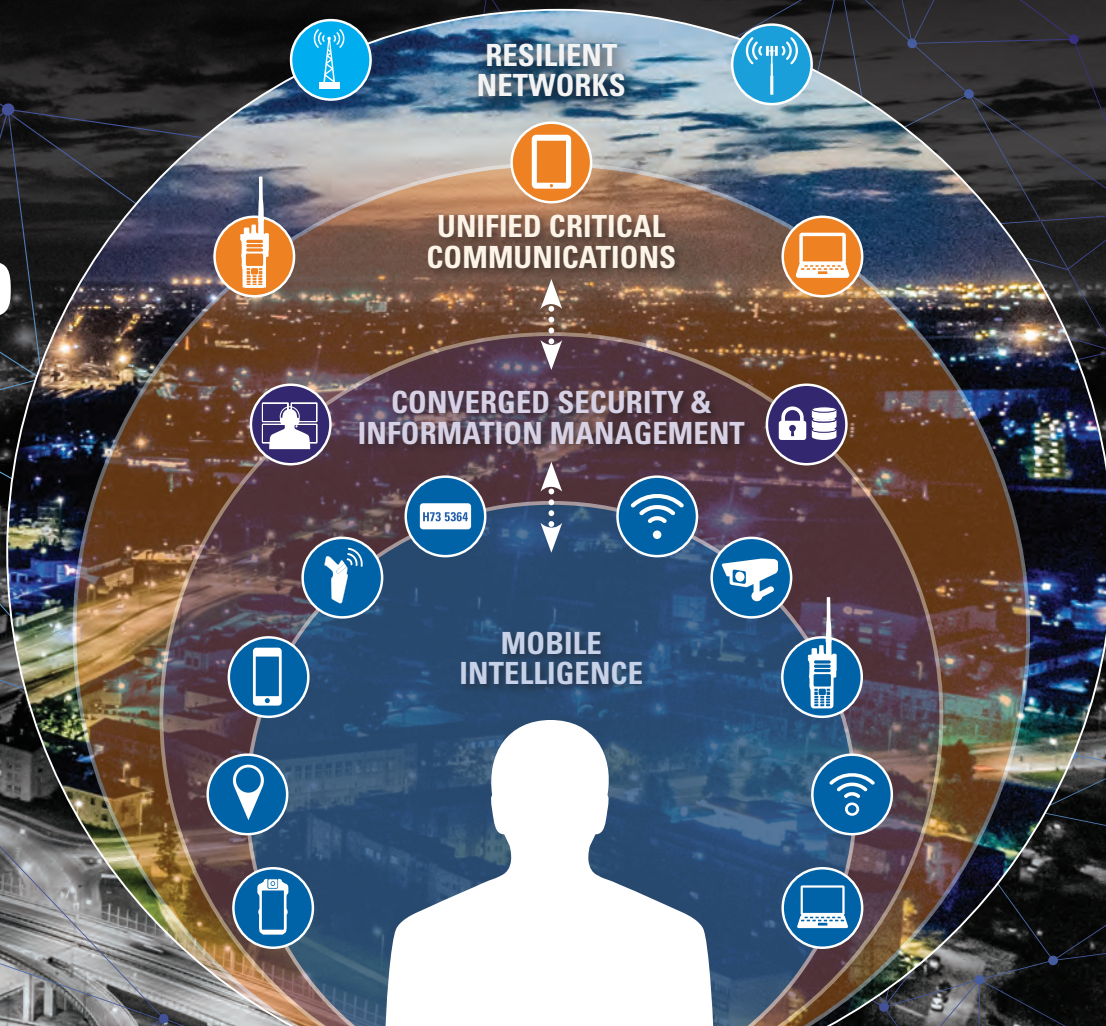 RESILIENT
NETWORKS
UNIFIED CRITICAL
COMMUNICATIONS
CONVERGED SECURITY &
INFORMATION MANAGEMENT
H73 5364
MOBILE
INTELLIGENCE